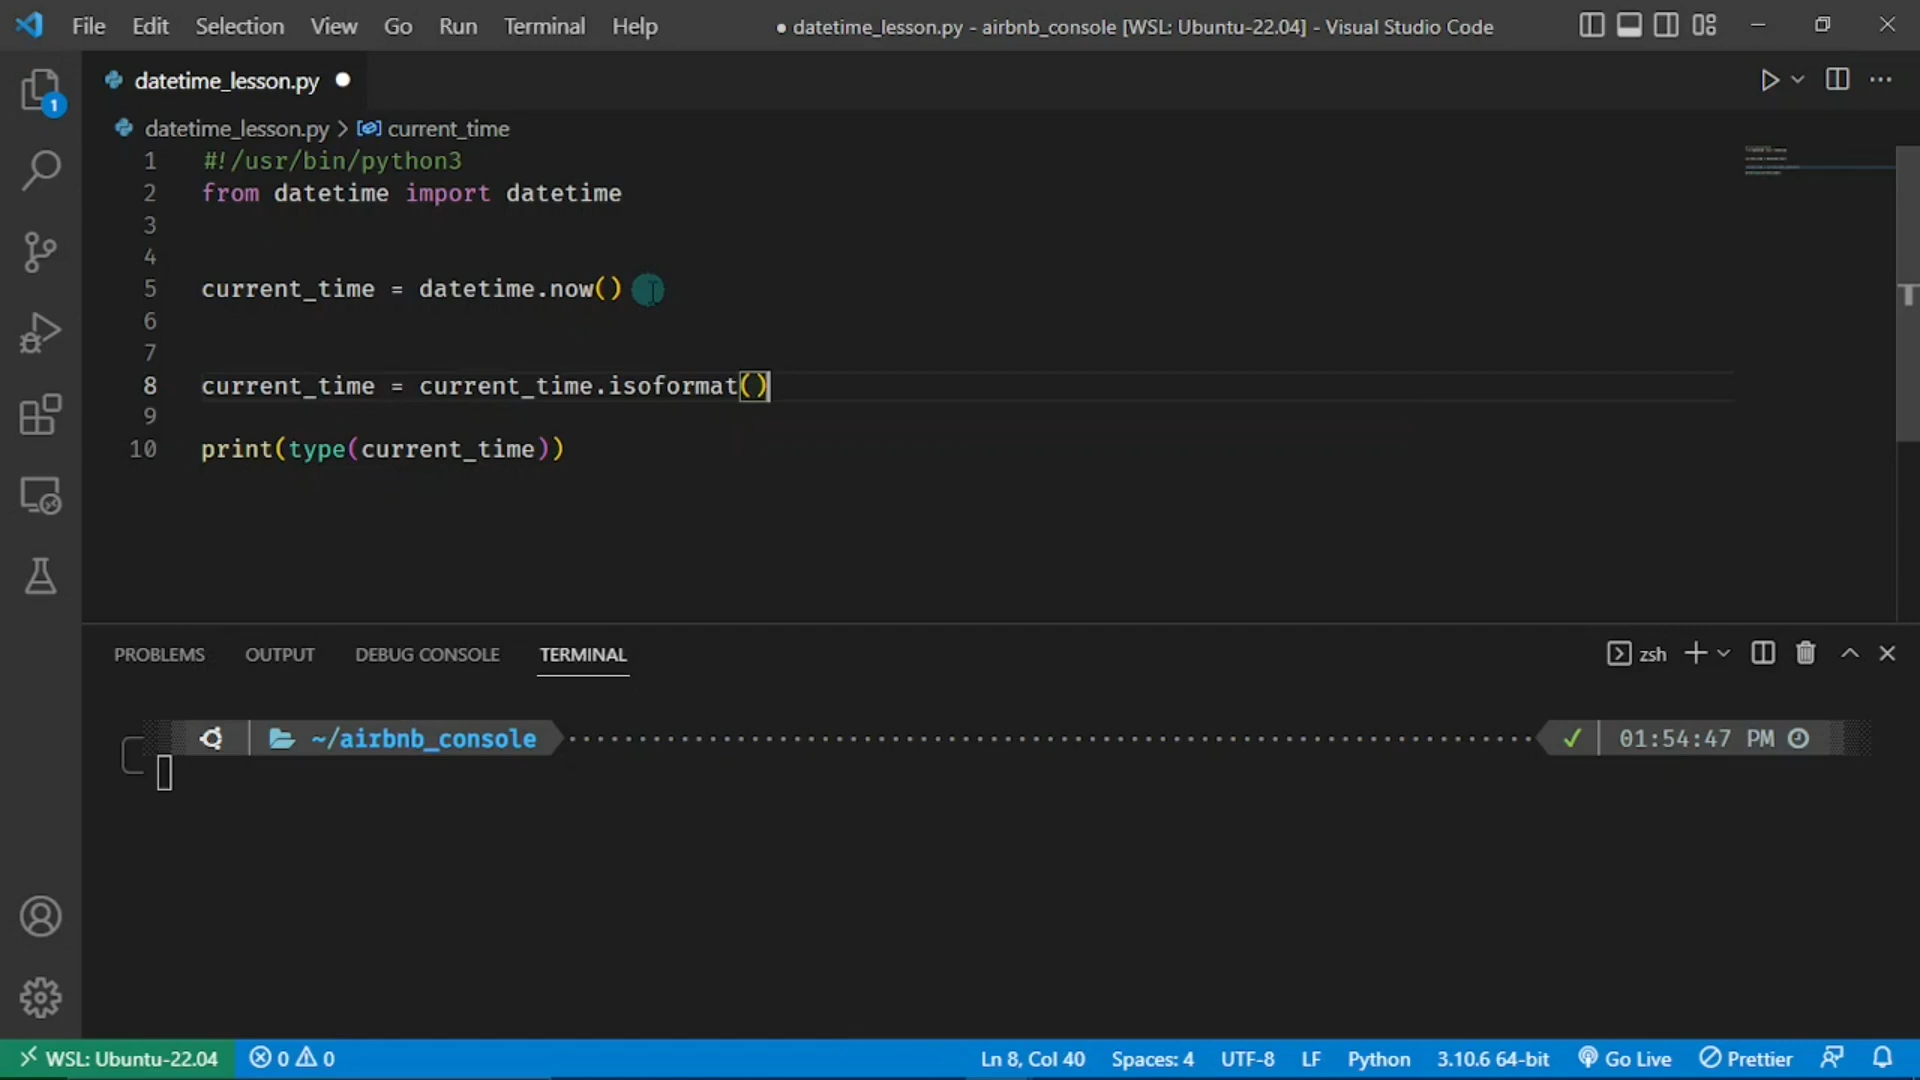 File Edit Selection View Go Run Terminal Help ● datetime_lesson.py - airbnb_console [WSL: Ubuntu-22.04] - Visual Studio Code
1
datetime_lesson.py ●
datetime_lesson.py > current_time
1 #!/usr/bin/python3
2 from datetime import datetime
3
4
5 current_time = datetime.now()
6
7
8 current_time = current_time.isoformat()
9
10 print(type(current_time))
PROBLEMS OUTPUT DEBUG CONSOLE TERMINAL zsh
~/airbnb_console ✓ 01:54:47 PM
WSL: Ubuntu-22.04 0 0 Ln 8, Col 40 Spaces: 4 UTF-8 LF Python 3.10.6 64-bit Go Live Prettier